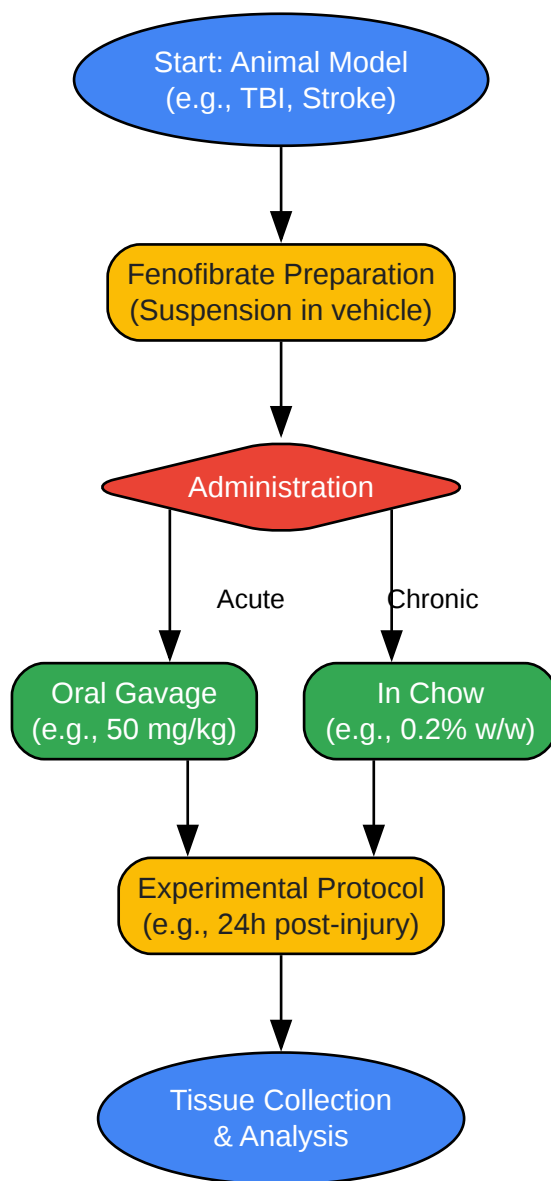 Start: Animal Model
(e.g., TBI, Stroke)
Fenofibrate Preparation
(Suspension in vehicle)
Administration
Acute
Chronic
Oral Gavage
(e.g., 50 mg/kg)
In Chow
(e.g., 0.2% w/w)
Experimental Protocol
(e.g., 24h post-injury)
Tissue Collection
& Analysis